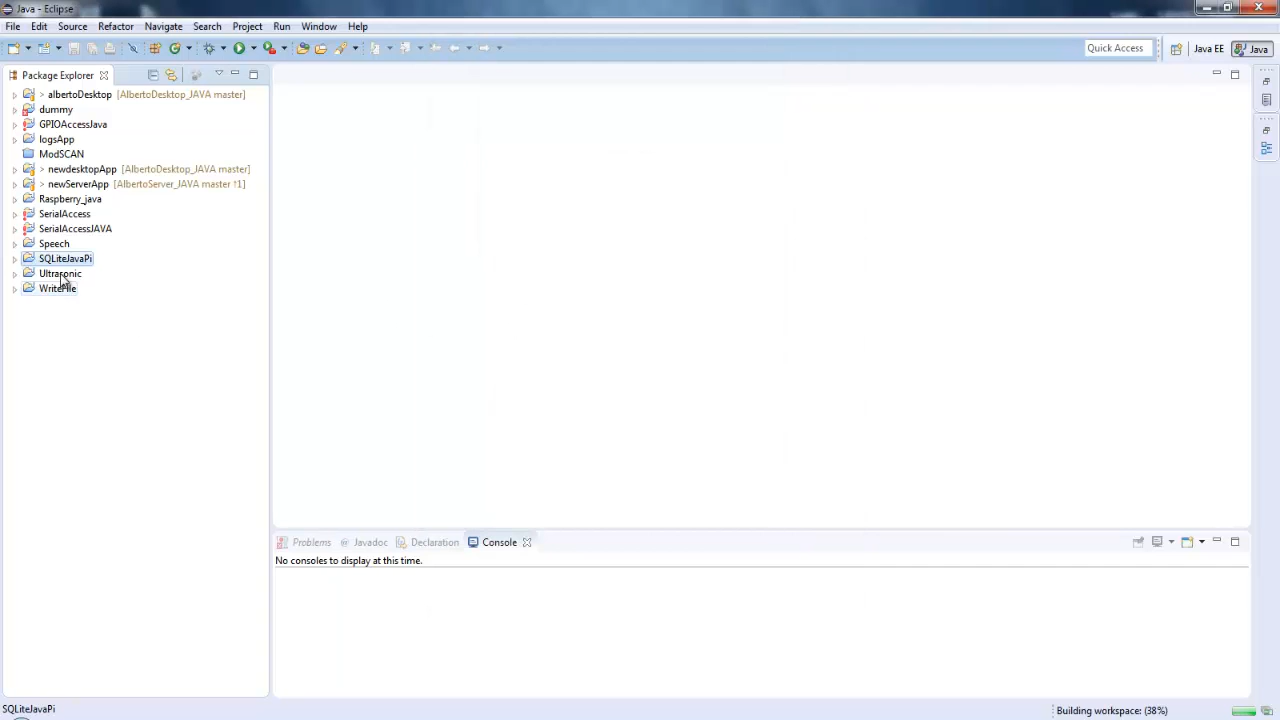 Java - Eclipse
File Edit Source Refactor Navigate Search Project Run Window Help
Quick Access Java EE Java
Package Explorer
> albertoDesktop [AlbertoDesktop_JAVA master]
dummy
GPIOAccessJava
logsApp
ModSCAN
> newdesktopApp [AlbertoDesktop_JAVA master]
> newServerApp [AlbertoServer_JAVA master ↑1]
Raspberry_java
SerialAccess
SerialAccessJAVA
Speech
SQLiteJavaPi
Ultrasonic
WriteFile
Problems Javadoc Declaration Console
No consoles to display at this time.
SQLiteJavaPi Building workspace: (38%)